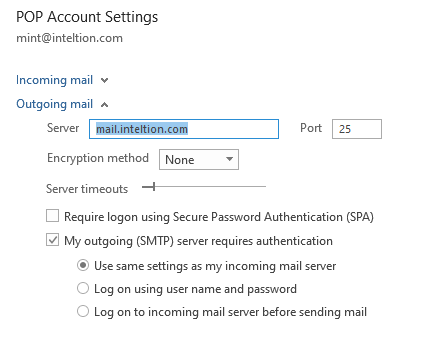 POP Account Settings
mint@inteltion.com
Incoming mail
Outgoing mail
Server mail.inteltion.com Port 25
Encryption method None
Server timeouts
Require logon using Secure Password Authentication (SPA)
My outgoing (SMTP) server requires authentication
Use same settings as my incoming mail server
Log on using user name and password
Log on to incoming mail server before sending mail